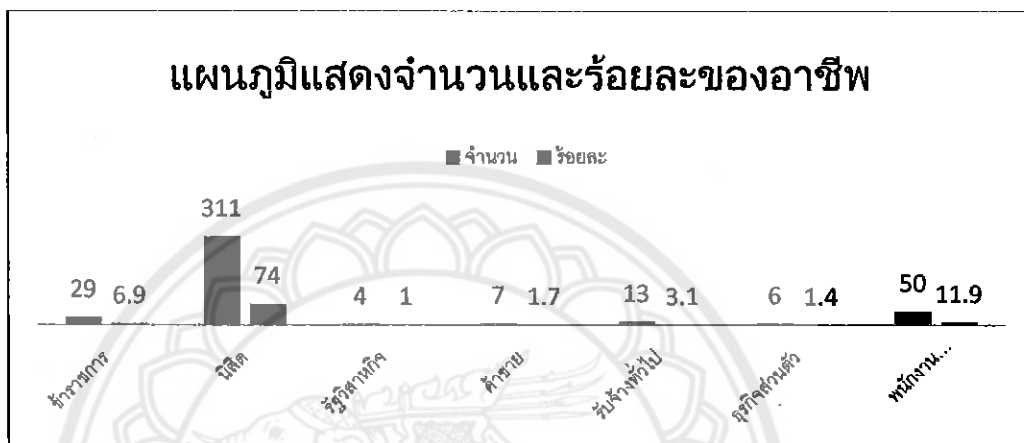 แผนภูมิแสดงจำนวนและร้อยละของอาชีพ
จำนวน ร้อยละ
311
74
29 6.9
4 1
7 1.7
13 3.1
6 1.4
50 11.9
ข้าราชการ
นิสิต
รัฐวิสาหกิจ
ค้าขาย
รับจ้างทั่วไป
ธุรกิจส่วนตัว
พนักงาน...